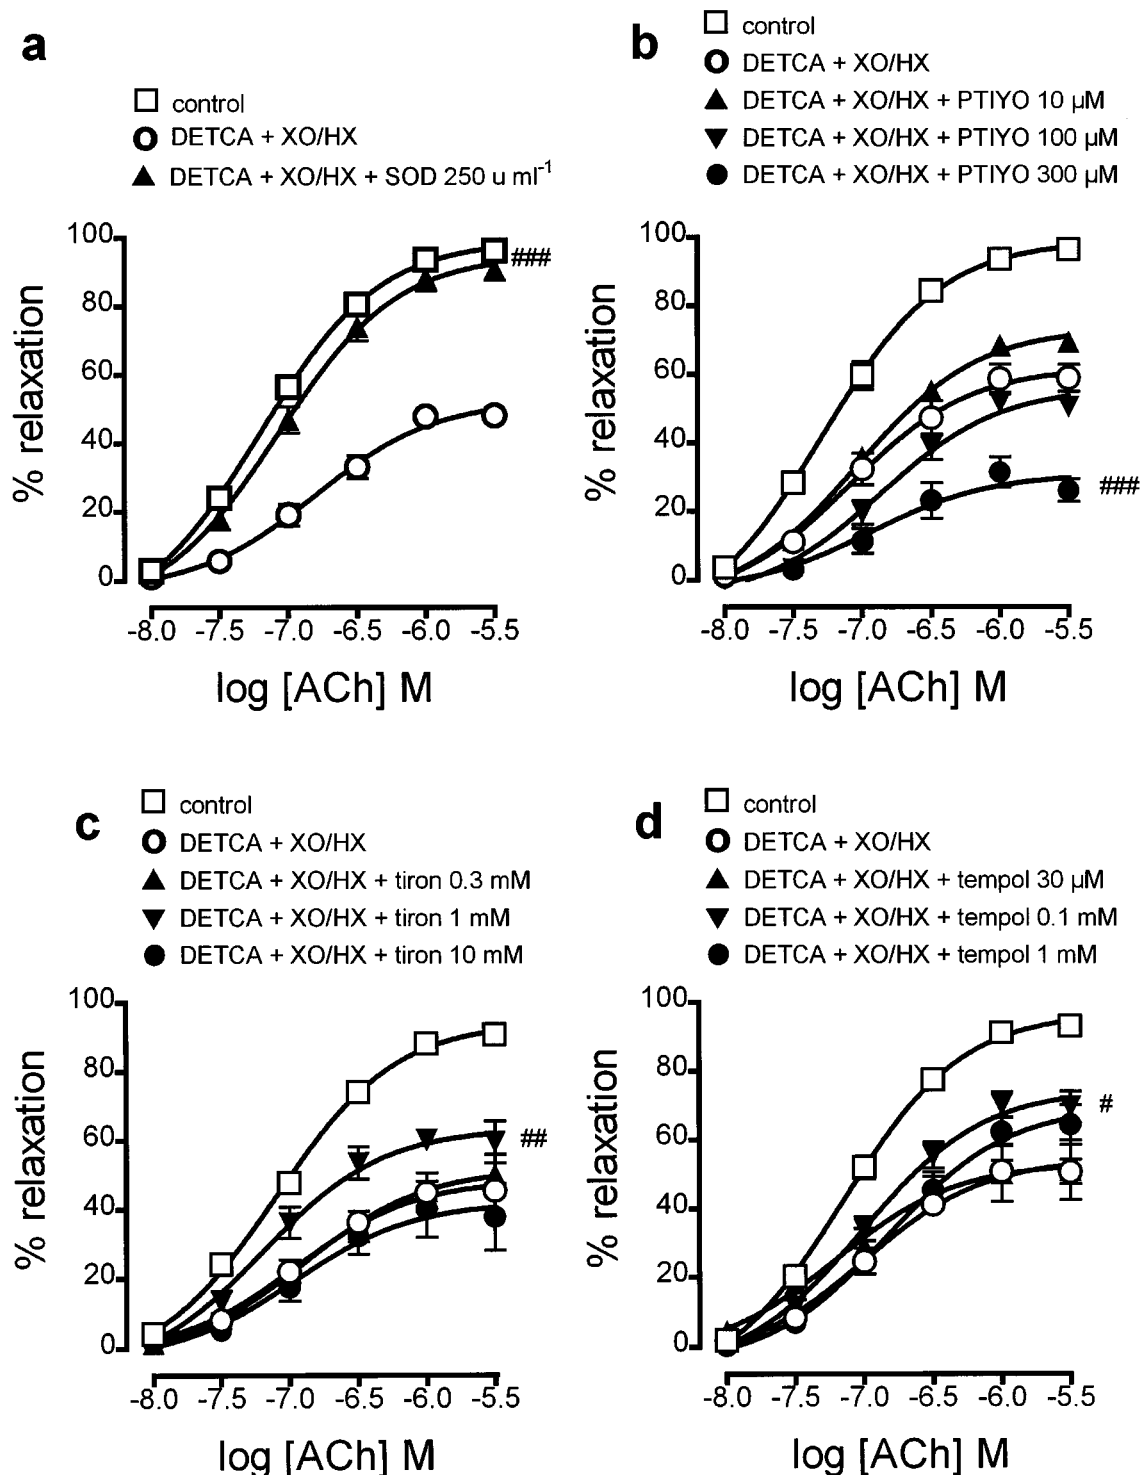 a
control
DETCA + XO/HX
DETCA + XO/HX + SOD 250 u ml⁻¹
100
80
60
40
20
0
% relaxation
###
-8.0 -7.5 -7.0 -6.5 -6.0 -5.5
log [ACh] M
b
control
DETCA + XO/HX
DETCA + XO/HX + PTIYO 10 µM
DETCA + XO/HX + PTIYO 100 µM
DETCA + XO/HX + PTIYO 300 µM
100
80
60
40
20
0
% relaxation
###
-8.0 -7.5 -7.0 -6.5 -6.0 -5.5
log [ACh] M
c
control
DETCA + XO/HX
DETCA + XO/HX + tiron 0.3 mM
DETCA + XO/HX + tiron 1 mM
DETCA + XO/HX + tiron 10 mM
100
80
60
40
20
0
% relaxation
##
-8.0 -7.5 -7.0 -6.5 -6.0 -5.5
log [ACh] M
d
control
DETCA + XO/HX
DETCA + XO/HX + tempol 30 µM
DETCA + XO/HX + tempol 0.1 mM
DETCA + XO/HX + tempol 1 mM
100
80
60
40
20
0
% relaxation
#
-8.0 -7.5 -7.0 -6.5 -6.0 -5.5
log [ACh] M